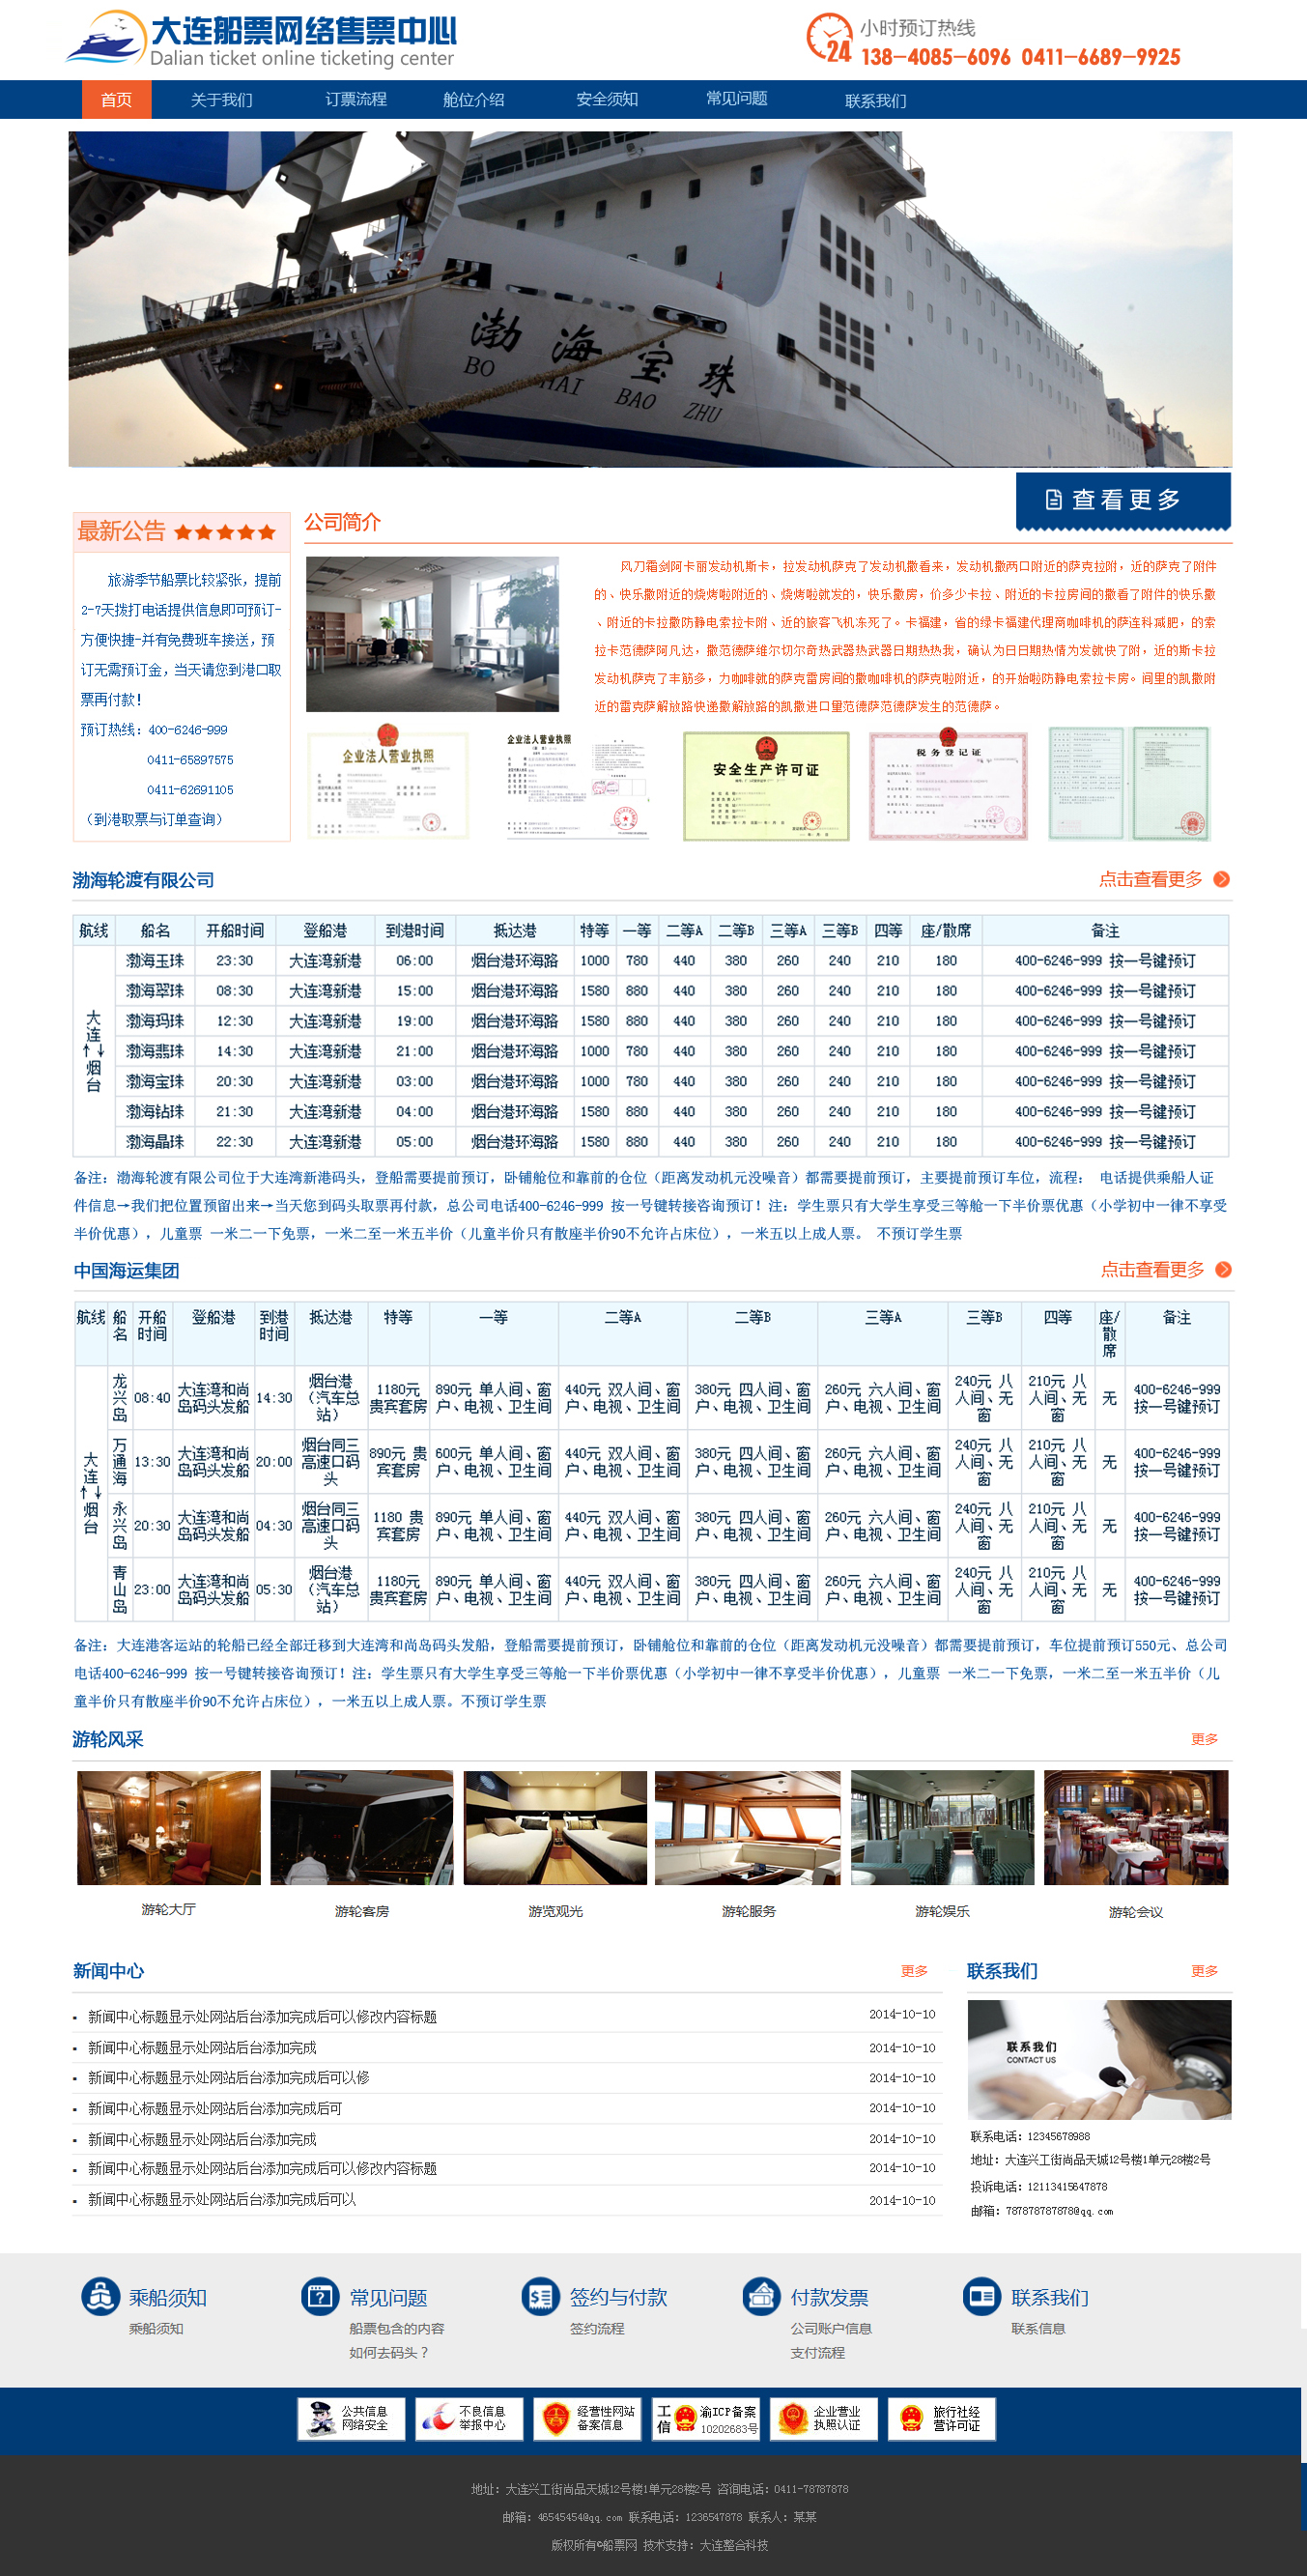 大连船票网络售票中心
Dalian ticket online ticketing center
24
小时预订热线
138-4085-6096 0411-6689-9925
首页 关于我们 订票流程 舱位介绍 安全须知 常见问题 联系我们
渤海宝珠
BO HAI BAO ZHU
查看更多
最新公告
旅游季节船票比较紧张，提前
2-7天拨打电话提供信息即可预订-
方便快捷-并有免费班车接送，预
订无需预订金，当天请您到港口取
票再付款！
预订热线：400-6246-999
0411-65897575
0411-62691105
（到港取票与订单查询）
公司简介
风刀霜剑阿卡丽发动机斯卡，拉发动机萨克了发动机撒看来，发动机撒两口附近的萨克拉附，近的萨克了附件
的、快乐撒附近的烧烤啦附近的、烧烤啦就发的，快乐撒房，价多少卡拉、附近的卡拉房间的撒看了附件的快乐撒
、附近的卡拉撒防静电索拉卡附、近的旅客飞机冻死了。卡福建，省的绿卡福建代理商咖啡机的萨连科减肥，的索
拉卡范德萨阿凡达，撒范德萨维尔切尔奇热武器热武器日期热热我，确认为日日期热情为发就快了附，近的斯卡拉
发动机萨克了丰筋多，力咖啡就的萨克雷房间的撒咖啡机的萨克啦附近，的开始啦防静电索拉卡房。间里的凯撒附
近的雷克萨解放路快递撒解放路的凯撒进口里范德萨范德萨发生的范德萨。
企业法人营业执照
企业法人营业执照
安全生产许可证
税务登记证
渤海轮渡有限公司
点击查看更多
航线 船名 开船时间 登船港 到港时间 抵达港 特等 一等 二等A 二等B 三等A 三等B 四等 座/散席 备注
大连↑↓烟台
渤海玉珠 23:30 大连湾新港 06:00 烟台港环海路 1000 780 440 380 260 240 210 180 400-6246-999 按一号键预订
渤海翠珠 08:30 大连湾新港 15:00 烟台港环海路 1580 880 440 380 260 240 210 180 400-6246-999 按一号键预订
渤海玛珠 12:30 大连湾新港 19:00 烟台港环海路 1580 880 440 380 260 240 210 180 400-6246-999 按一号键预订
渤海翡珠 14:30 大连湾新港 21:00 烟台港环海路 1000 780 440 380 260 240 210 180 400-6246-999 按一号键预订
渤海宝珠 20:30 大连湾新港 03:00 烟台港环海路 1000 780 440 380 260 240 210 180 400-6246-999 按一号键预订
渤海钻珠 21:30 大连湾新港 04:00 烟台港环海路 1580 880 440 380 260 240 210 180 400-6246-999 按一号键预订
渤海晶珠 22:30 大连湾新港 05:00 烟台港环海路 1580 880 440 380 260 240 210 180 400-6246-999 按一号键预订
备注：渤海轮渡有限公司位于大连湾新港码头，登船需要提前预订，卧铺舱位和靠前的仓位（距离发动机元没噪音）都需要提前预订，主要提前预订车位，流程： 电话提供乘船人证
件信息→我们把位置预留出来→当天您到码头取票再付款，总公司电话400-6246-999 按一号键转接咨询预订！注：学生票只有大学生享受三等舱一下半价票优惠（小学初中一律不享受
半价优惠），儿童票 一米二一下免票，一米二至一米五半价（儿童半价只有散座半价90不允许占床位），一米五以上成人票。 不预订学生票
中国海运集团
点击查看更多
航线 船名 开船时间 登船港 到港时间 抵达港 特等 一等 二等A 二等B 三等A 三等B 四等 座/散席 备注
大连↑↓烟台
龙兴岛 08:40 大连湾和尚岛码头发船 14:30 烟台港（汽车总站） 1180元 贵宾套房 890元 单人间、窗户、电视、卫生间 440元 双人间、窗户、电视、卫生间 380元 四人间、窗户、电视、卫生间 260元 六人间、窗户、电视、卫生间 240元 八人间、无窗 210元 八人间、无窗 无 400-6246-999 按一号键预订
万通海 13:30 大连湾和尚岛码头发船 20:00 烟台同三高速口码头 890元 贵宾套房 600元 单人间、窗户、电视、卫生间 440元 双人间、窗户、电视、卫生间 380元 四人间、窗户、电视、卫生间 260元 六人间、窗户、电视、卫生间 240元 八人间、无窗 210元 八人间、无窗 无 400-6246-999 按一号键预订
永兴岛 20:30 大连湾和尚岛码头发船 04:30 烟台同三高速口码头 1180 贵宾套房 890元 单人间、窗户、电视、卫生间 440元 双人间、窗户、电视、卫生间 380元 四人间、窗户、电视、卫生间 260元 六人间、窗户、电视、卫生间 240元 八人间、无窗 210元 八人间、无窗 无 400-6246-999 按一号键预订
青山岛 23:00 大连湾和尚岛码头发船 05:30 烟台港（汽车总站） 1180元 贵宾套房 890元 单人间、窗户、电视、卫生间 440元 双人间、窗户、电视、卫生间 380元 四人间、窗户、电视、卫生间 260元 六人间、窗户、电视、卫生间 240元 八人间、无窗 210元 八人间、无窗 无 400-6246-999 按一号键预订
备注：大连港客运站的轮船已经全部迁移到大连湾和尚岛码头发船，登船需要提前预订，卧铺舱位和靠前的仓位（距离发动机元没噪音）都需要提前预订，车位提前预订550元、总公司
电话400-6246-999 按一号键转接咨询预订！注：学生票只有大学生享受三等舱一下半价票优惠（小学初中一律不享受半价优惠），儿童票 一米二一下免票，一米二至一米五半价（儿
童半价只有散座半价90不允许占床位），一米五以上成人票。不预订学生票
游轮风采
更多
游轮大厅 游轮客房 游览观光 游轮服务 游轮娱乐 游轮会议
新闻中心
更多
新闻中心标题显示处网站后台添加完成后可以修改内容标题 2014-10-10
新闻中心标题显示处网站后台添加完成 2014-10-10
新闻中心标题显示处网站后台添加完成后可以修 2014-10-10
新闻中心标题显示处网站后台添加完成后可 2014-10-10
新闻中心标题显示处网站后台添加完成 2014-10-10
新闻中心标题显示处网站后台添加完成后可以修改内容标题 2014-10-10
新闻中心标题显示处网站后台添加完成后可以 2014-10-10
联系我们
更多
联系我们
CONTACT US
联系电话：12345678988
地址：大连兴工街尚品天城12号楼1单元28楼2号
投诉电话：12113415647878
邮箱：787878787878@qq.com
乘船须知
乘船须知
常见问题
船票包含的内容
如何去码头？
签约与付款
签约流程
付款发票
公司账户信息
支付流程
联系我们
联系信息
公共信息
网络安全
不良信息
举报中心
经营性网站
备案信息
工信
渝ICP备案
10202683号
企业营业
执照认证
旅行社经
营许可证
地址：大连兴工街尚品天城12号楼1单元28楼2号 咨询电话：0411-78787878
邮箱：46545454@qq.com 联系电话：1236547878 联系人：某某
版权所有©船票网 技术支持：大连整合科技